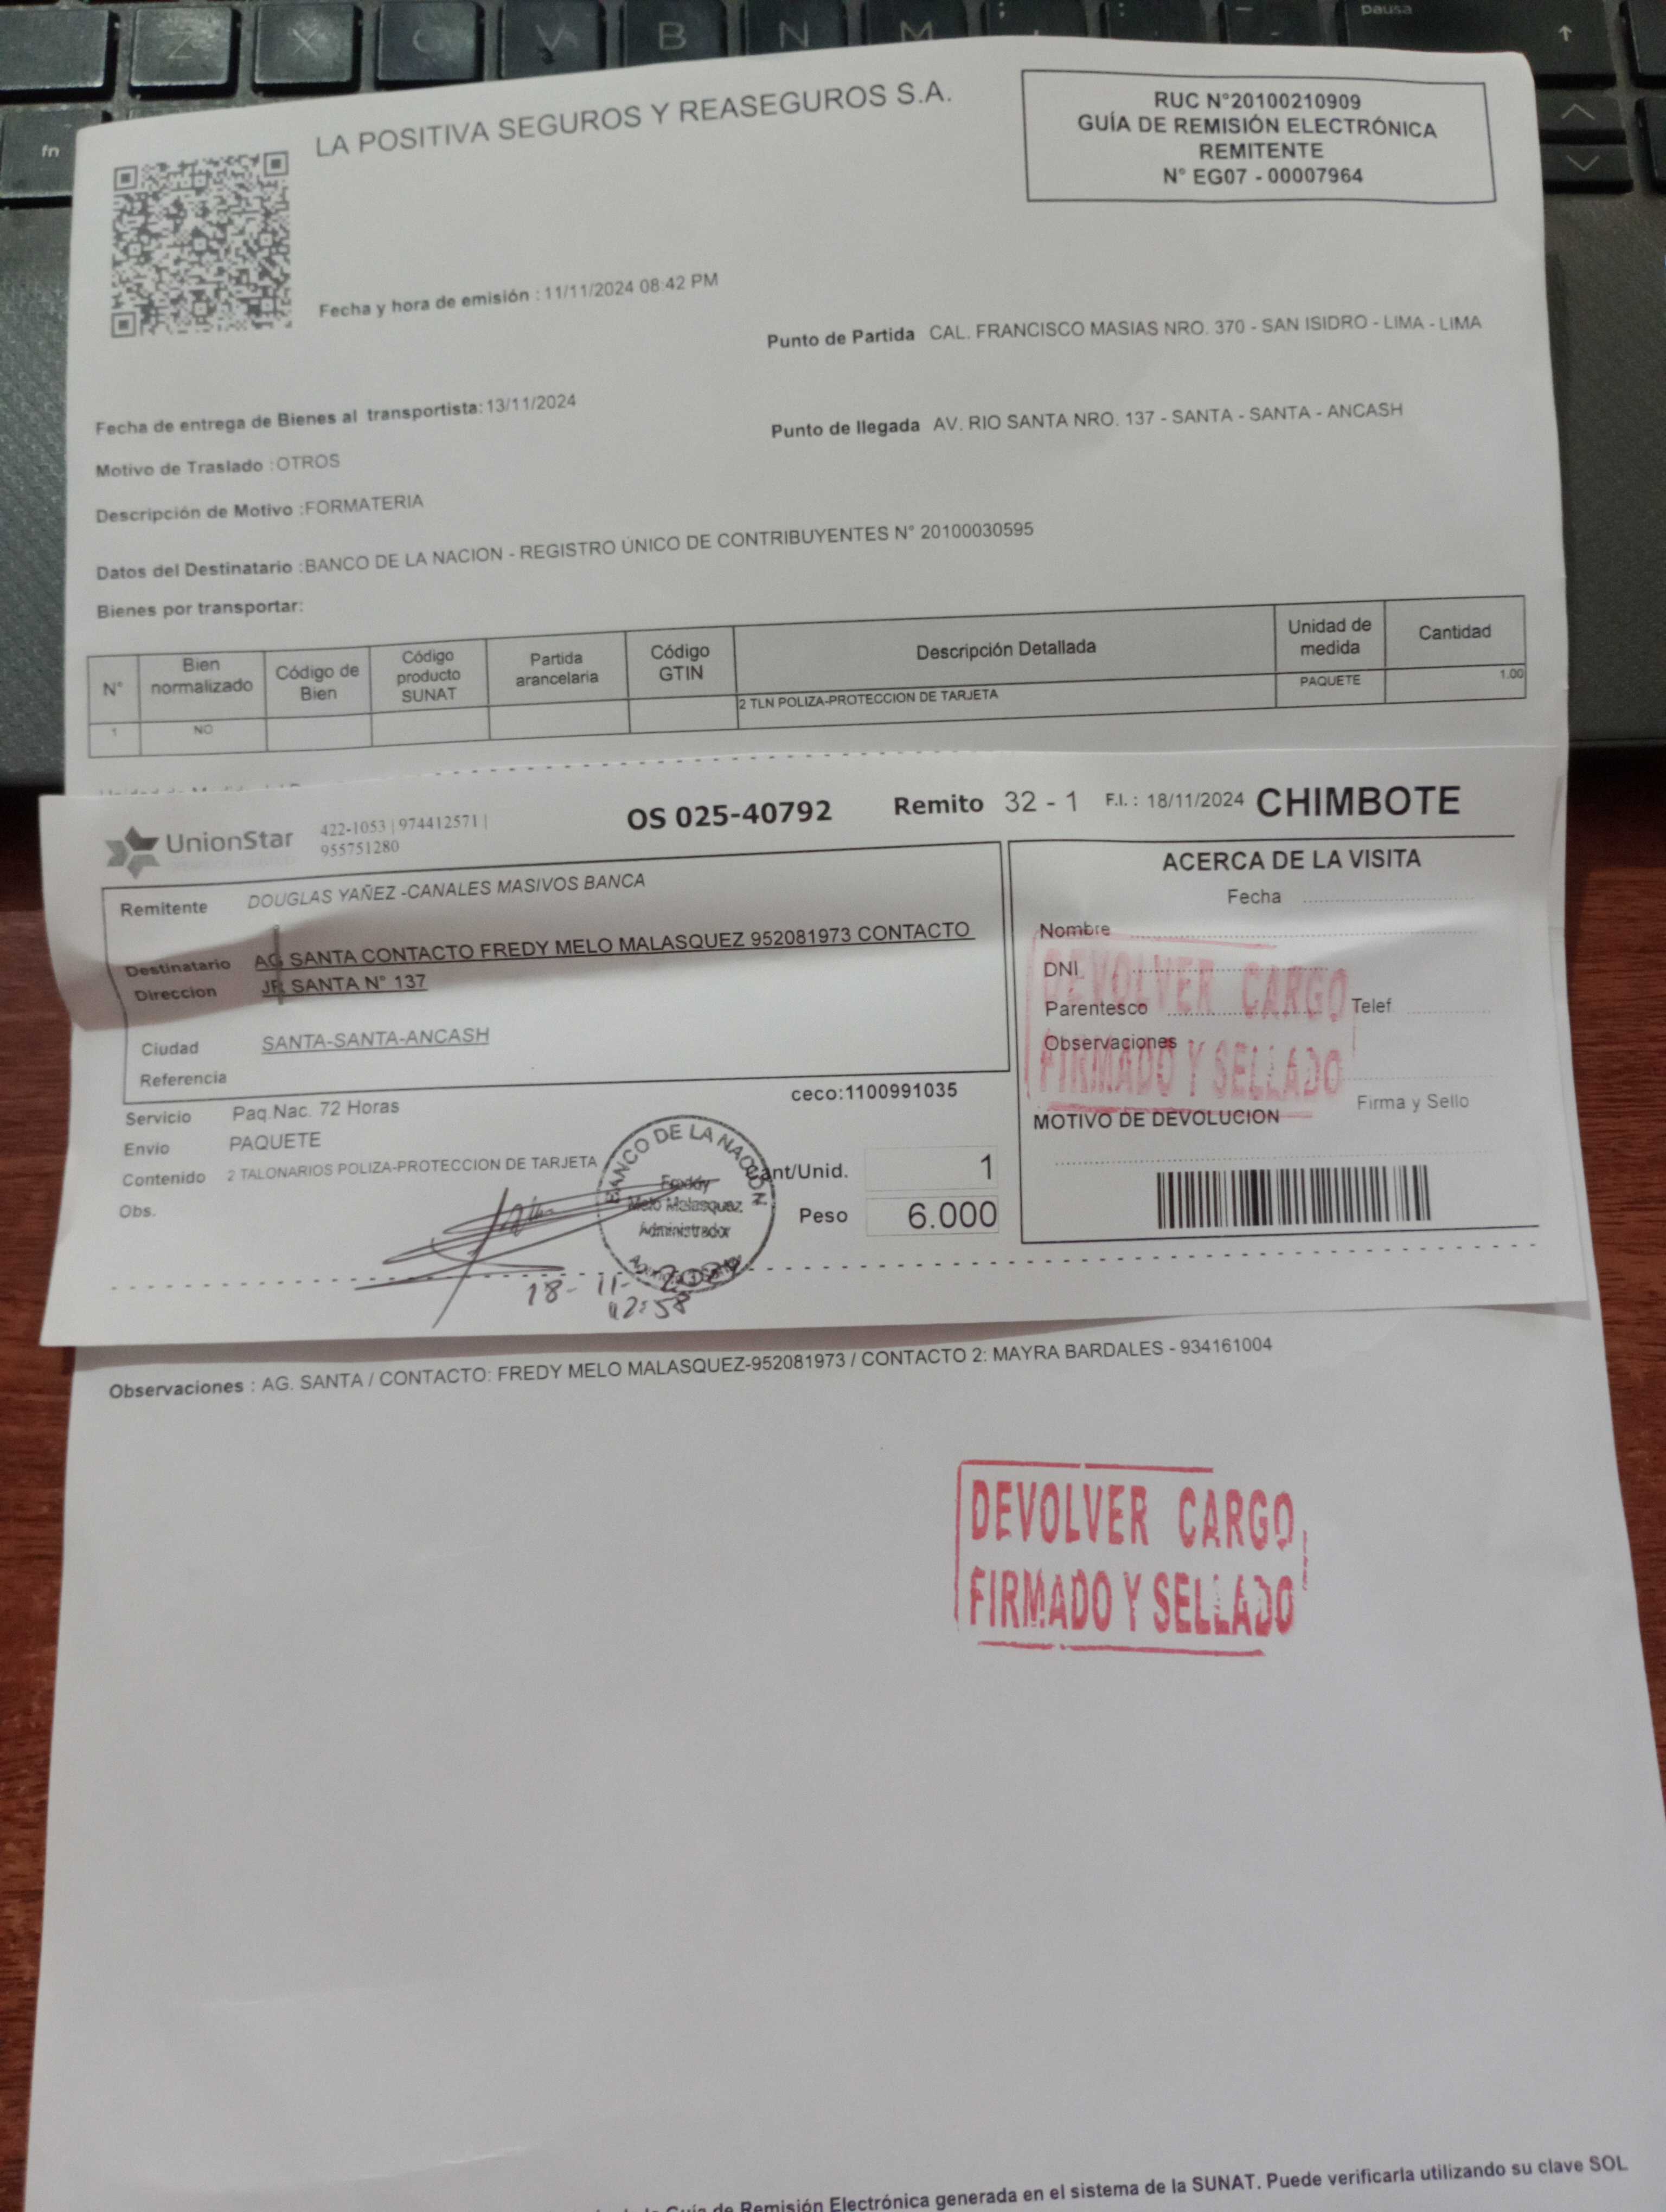 pausa
Z X C V B N M
fn
LA POSITIVA SEGUROS Y REASEGUROS S.A.
RUC N°20100210909
GUÍA DE REMISIÓN ELECTRÓNICA
REMITENTE
N° EG07 - 00007964
Fecha y hora de emisión : 11/11/2024 08:42 PM
Punto de Partida CAL. FRANCISCO MASIAS NRO. 370 - SAN ISIDRO - LIMA - LIMA
Fecha de entrega de Bienes al transportista: 13/11/2024
Punto de llegada AV. RIO SANTA NRO. 137 - SANTA - SANTA - ANCASH
Motivo de Traslado : OTROS
Descripción de Motivo : FORMATERIA
Datos del Destinatario : BANCO DE LA NACION - REGISTRO ÚNICO DE CONTRIBUYENTES N° 20100030595
Bienes por transportar:
N° Bien normalizado Código de Bien Código producto SUNAT Partida arancelaria Código GTIN Descripción Detallada Unidad de medida Cantidad
1 NO 2 TLN POLIZA-PROTECCION DE TARJETA PAQUETE 1.00
UnionStar
422-1053 | 974412571 |
955751280
OS 025-40792 Remito 32 - 1 F.I. : 18/11/2024 CHIMBOTE
Remitente DOUGLAS YAÑEZ -CANALES MASIVOS BANCA
Destinatario AG SANTA CONTACTO FREDY MELO MALASQUEZ 952081973 CONTACTO
Direccion JR SANTA N° 137
Ciudad SANTA-SANTA-ANCASH
Referencia
ACERCA DE LA VISITA
Fecha
Nombre
DNI
Parentesco Telef
Observaciones
DEVOLVER CARGO
FIRMADO Y SELLADO
Firma y Sello
MOTIVO DE DEVOLUCION
Servicio Paq.Nac. 72 Horas
ceco:1100991035
Envio PAQUETE
Contenido 2 TALONARIOS POLIZA-PROTECCION DE TARJETA
Obs.
Cant/Unid. 1
Peso 6.000
BANCO DE LA NACIÓN
Freddy
Melo Malasquez
Administrador
18-11-2024
12:58
Observaciones : AG. SANTA / CONTACTO: FREDY MELO MALASQUEZ-952081973 / CONTACTO 2: MAYRA BARDALES - 934161004
DEVOLVER CARGO
FIRMADO Y SELLADO
Guía de Remisión Electrónica generada en el sistema de la SUNAT. Puede verificarla utilizando su clave SOL